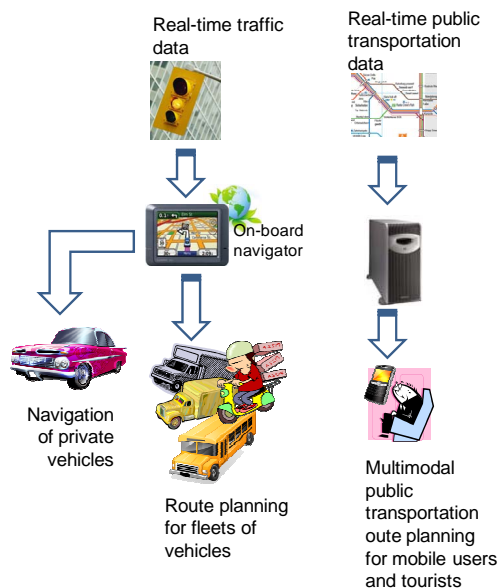 Real-time traffic
data
Real-time public
transportation
data
On-board
navigator
Navigation
of private
vehicles
Route planning
for fleets of
vehicles
Multimodal
public
transportation
oute planning
for mobile users
and tourists